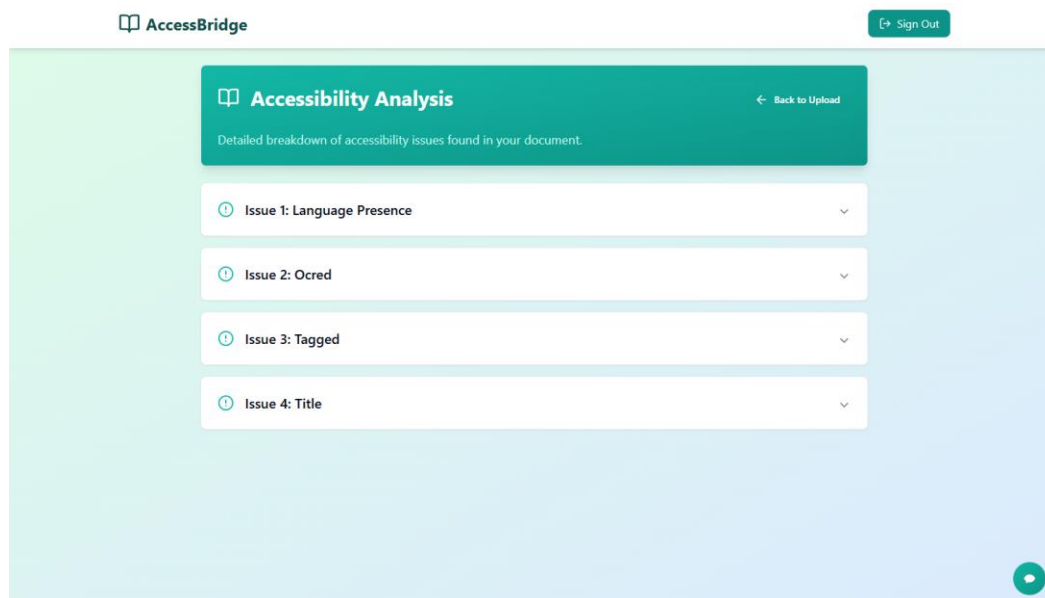 AccessBridge
Sign Out
Accessibility Analysis
Back to Upload
Detailed breakdown of accessibility issues found in your document.
Issue 1: Language Presence
Issue 2: Ocred
Issue 3: Tagged
Issue 4: Title